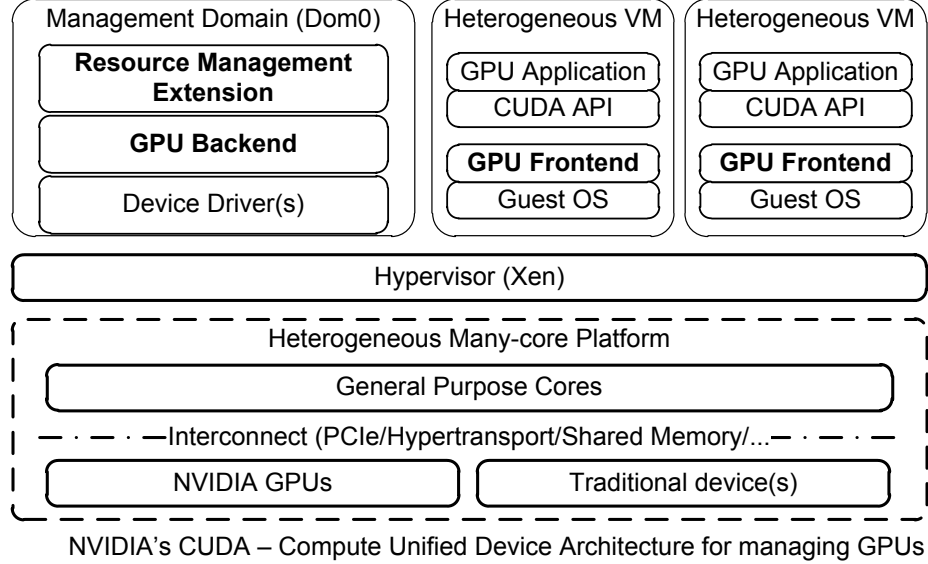 Management Domain (Dom0)
Resource Management
Extension
GPU Backend
Device Driver(s)
Heterogeneous VM
GPU Application
CUDA API
GPU Frontend
Guest OS
Heterogeneous VM
GPU Application
CUDA API
GPU Frontend
Guest OS
Hypervisor (Xen)
Heterogeneous Many-core Platform
General Purpose Cores
Interconnect (PCIe/Hypertransport/Shared Memory/...
NVIDIA GPUs
Traditional device(s)
NVIDIA's CUDA – Compute Unified Device Architecture for managing GPUs